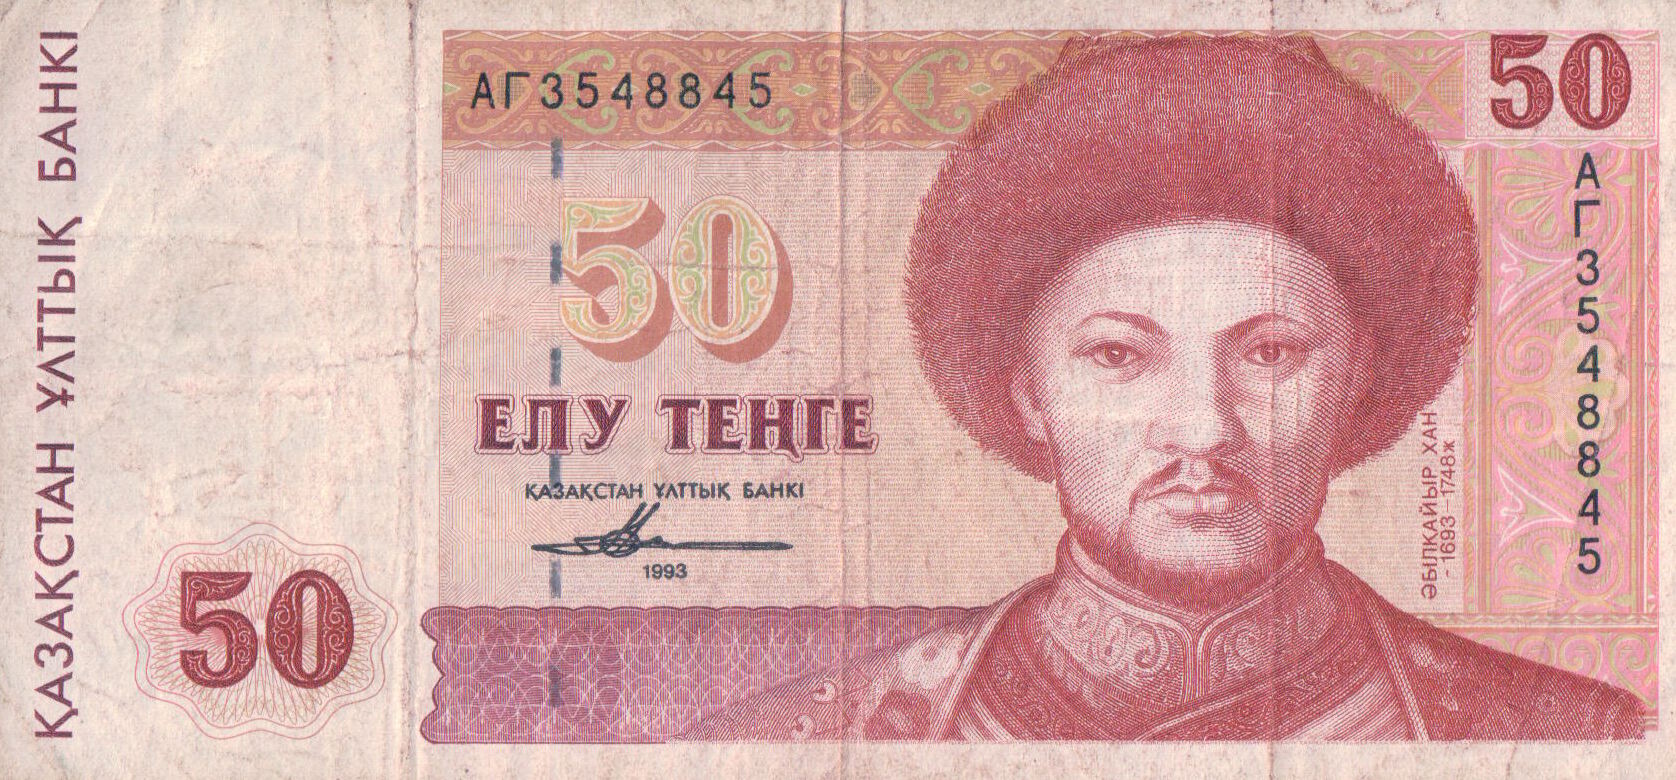 ҚАЗАҚСТАН ҰЛТТЫҚ БАНКІ
50
АГ3548845
50
ЕЛУ ТЕҢГЕ
ҚАЗАҚСТАН ҰЛТТЫҚ БАНКІ
1993
50
АГ3548845
ӘБІЛҚАЙЫР ХАН
- 1693 - 1748ж